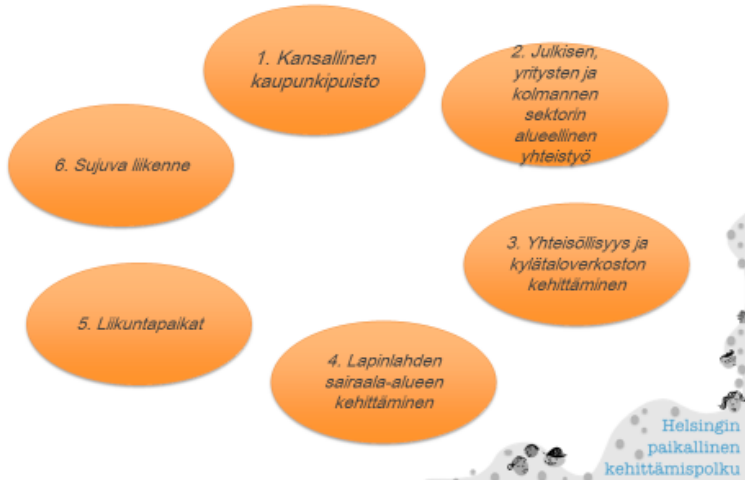 1. Kansallinen
kaupunkipuisto
2. Julkisen,
yritysten ja
kolmannen
sektorin
alueellinen
yhteistyö
3. Yhteisöllisyys ja
kylätaloverkoston
kehittäminen
4. Lapinlahden
sairaala-alueen
kehittäminen
5. Liikuntapaikat
6. Sujuva liikenne
Helsingin
paikallinen
kehittämispolku